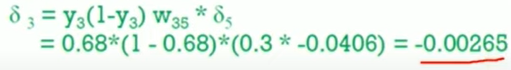 δ ₃ = y₃(1-y₃) w₃₅ * δ₅
= 0.68*(1 - 0.68)*(0.3 * -0.0406) = -0.00265